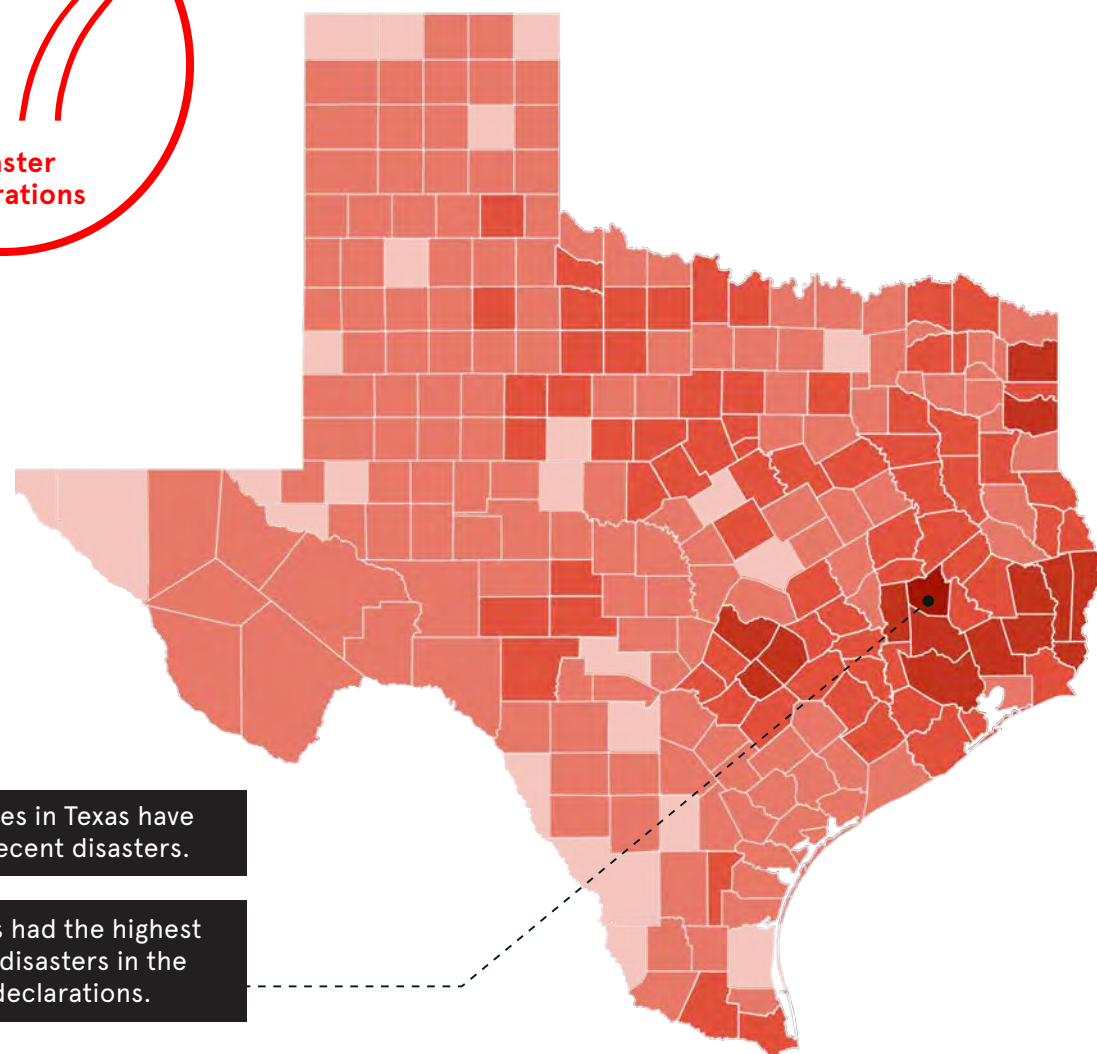 aster
rations
es in Texas have
ecent disasters.
s had the highest
disasters in the
declarations.